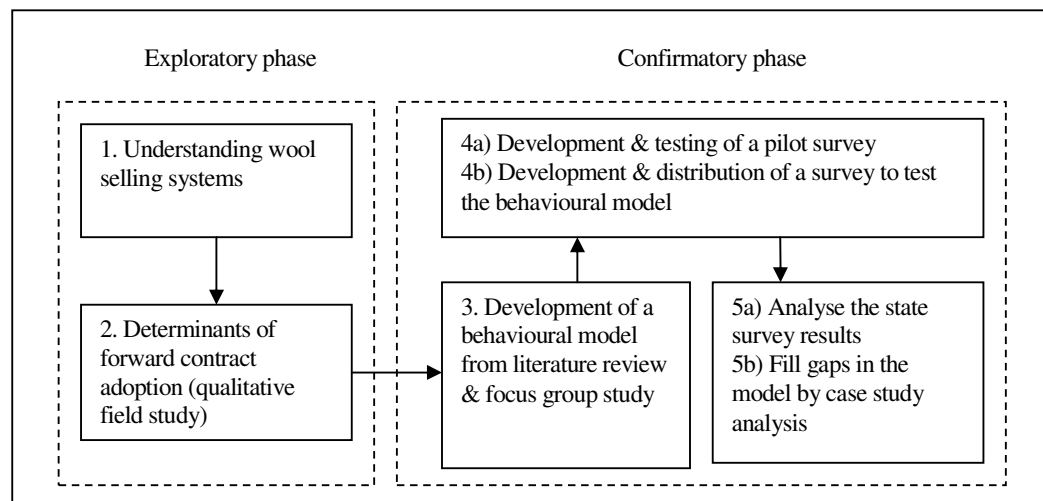 Exploratory phase
1. Understanding wool
selling systems
2. Determinants of
forward contract
adoption (qualitative
field study)
Confirmatory phase
3. Development of a
behavioural model
from literature review
& focus group study
4a) Development & testing of a pilot survey
4b) Development & distribution of a survey to test
the behavioural model
5a) Analyse the state
survey results
5b) Fill gaps in the
model by case study
analysis